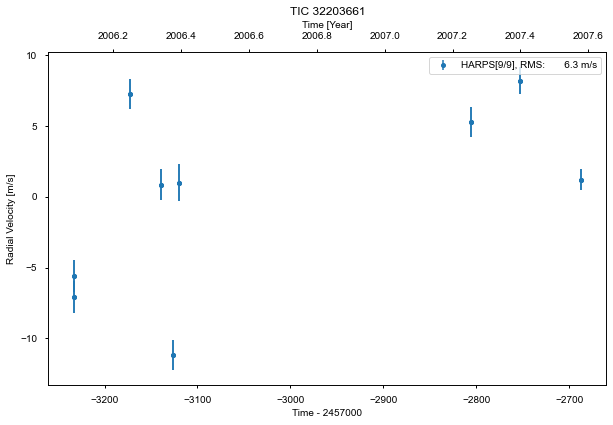 TIC 32203661
Time [Year]
2006.2 2006.4 2006.6 2006.8 2007.0 2007.2 2007.4 2007.6
HARPS[9/9], RMS: 6.3 m/s
10
5
0
−5
−10
Radial Velocity [m/s]
−3200 −3100 −3000 −2900 −2800 −2700
Time - 2457000